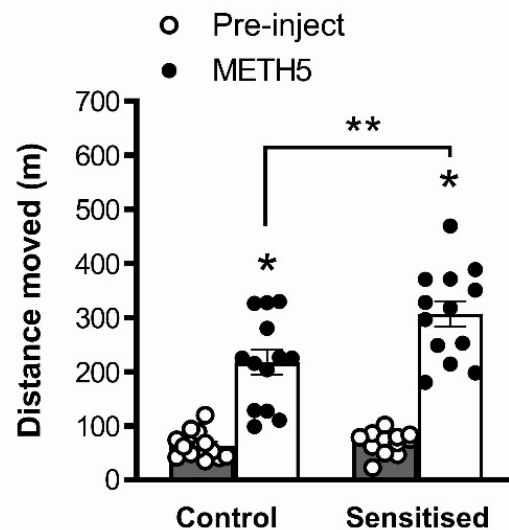 Pre-inject
METH5
Distance moved (m)
700
600
500
400
300
200
100
0
**
*
*
Control
Sensitised